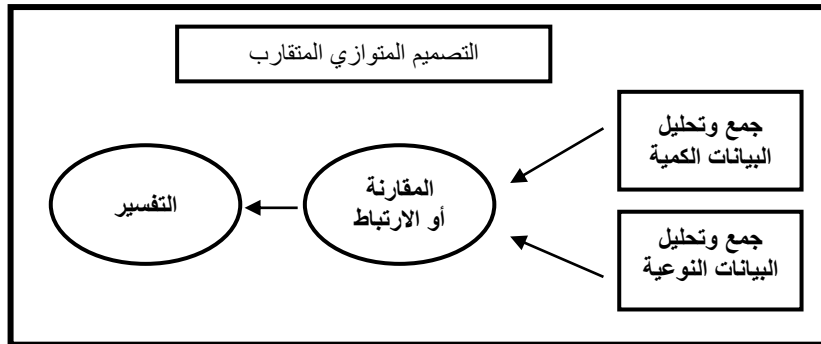 التصميم المتوازي المتقارب
جمع وتحليل
البيانات الكمية
المقارنة
أو الارتباط
التفسير
جمع وتحليل
البيانات النوعية